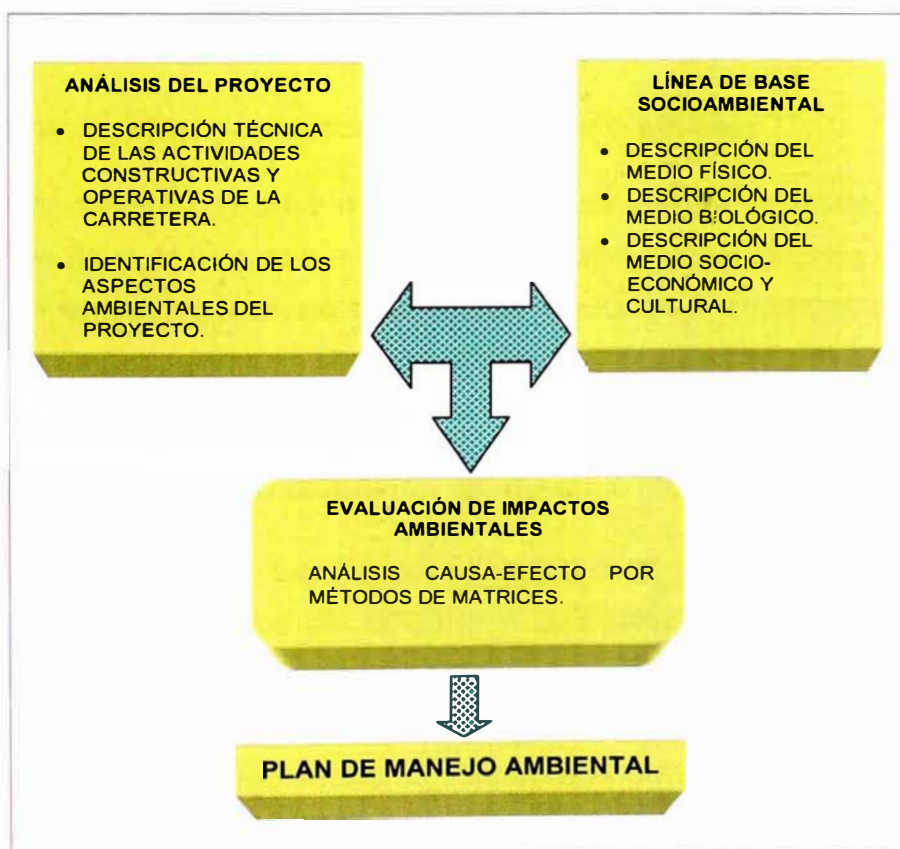 ANÁLISIS DEL PROYECTO
• DESCRIPCIÓN TÉCNICA
DE LAS ACTIVIDADES
CONSTRUCTIVAS Y
OPERATIVAS DE LA
CARRETERA.
• IDENTIFICACIÓN DE LOS
ASPECTOS
AMBIENTALES DEL
PROYECTO.
LÍNEA DE BASE
SOCIOAMBIENTAL
• DESCRIPCIÓN DEL
MEDIO FÍSICO.
• DESCRIPCIÓN DEL
MEDIO BIOLÓGICO.
• DESCRIPCIÓN DEL
MEDIO SOCIO-
ECONÓMICO Y
CULTURAL.
EVALUACIÓN DE IMPACTOS
AMBIENTALES
ANÁLISIS CAUSA-EFECTO POR
MÉTODOS DE MATRICES.
PLAN DE MANEJO AMBIENTAL